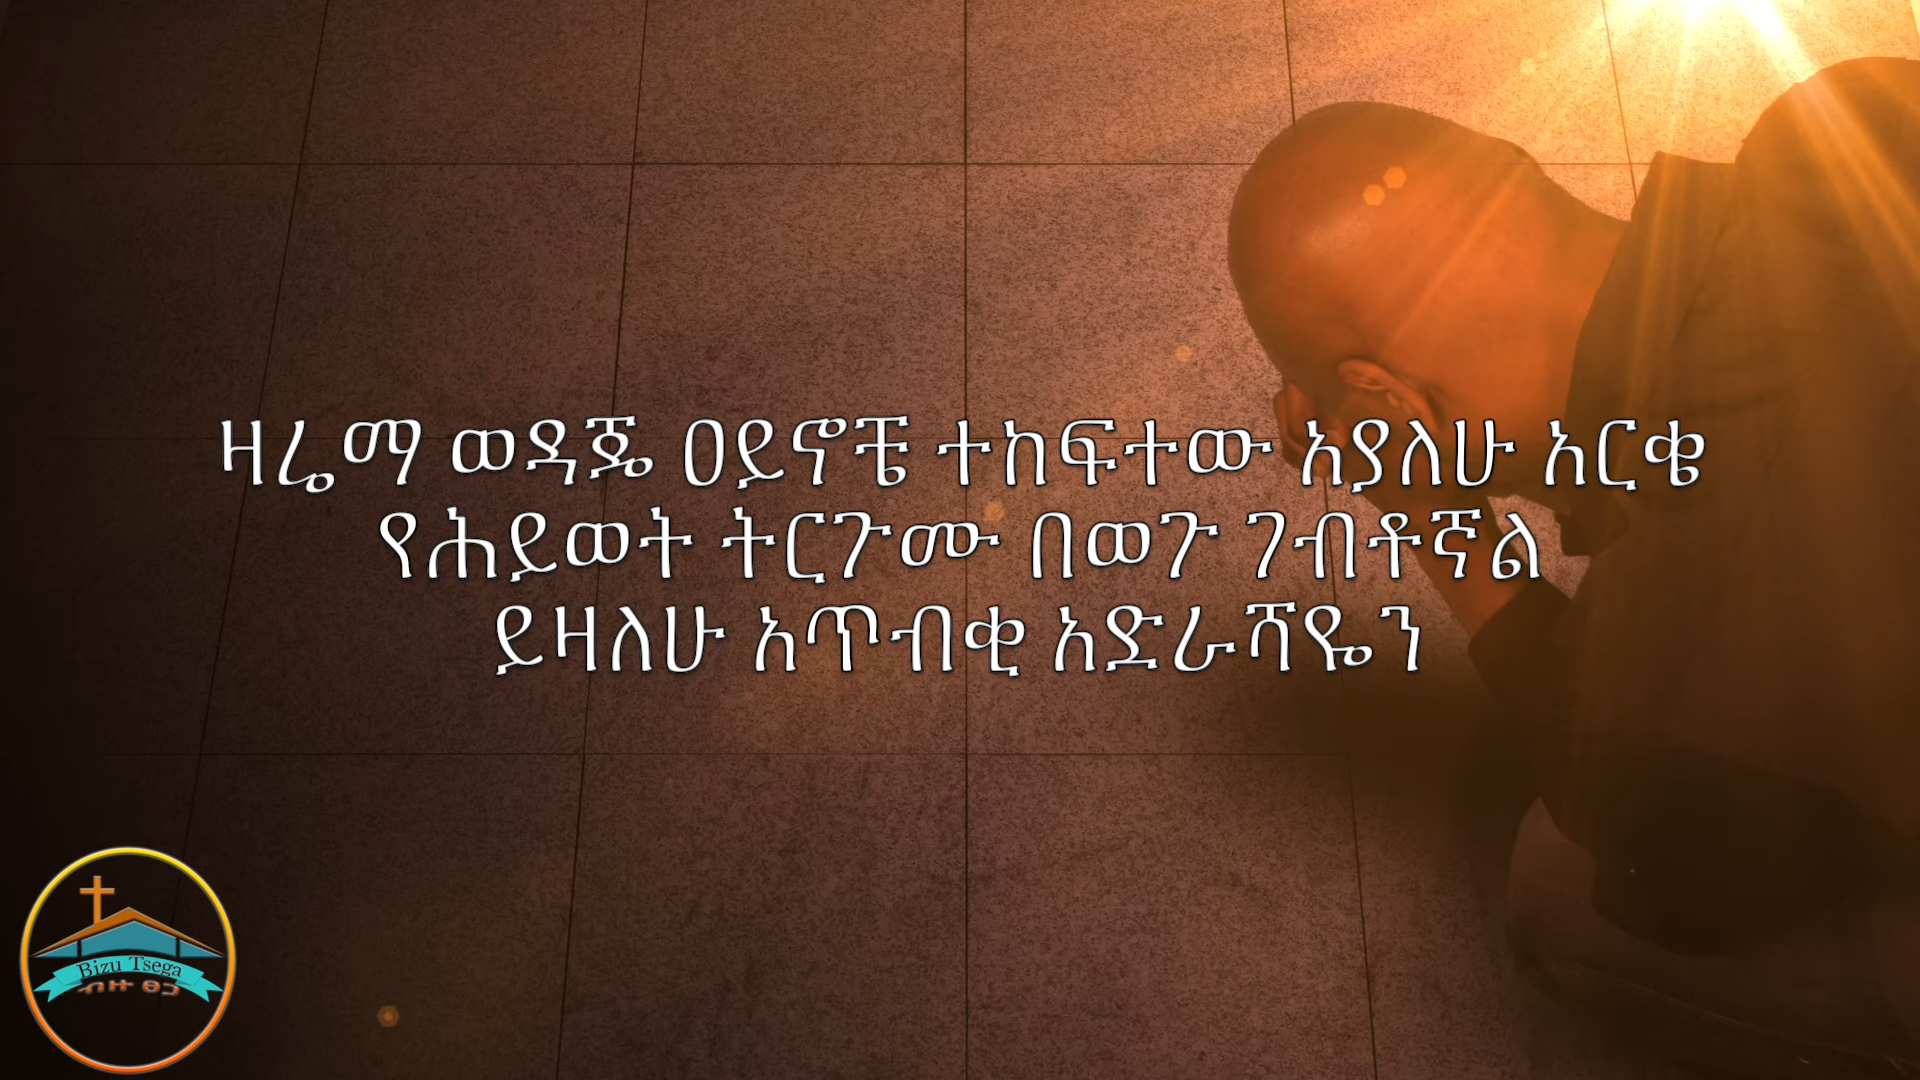 ዛሬማ ወዳጄ ዐይኖቼ ተከፍተው አያለሁ አርቄ
የሕይወት ትርጉሙ በወጉ ገብቶኛል
ይዛለሁ አጥብቂ አድራሻዬን
Bizu Tsega
ብዙ ፀጋ